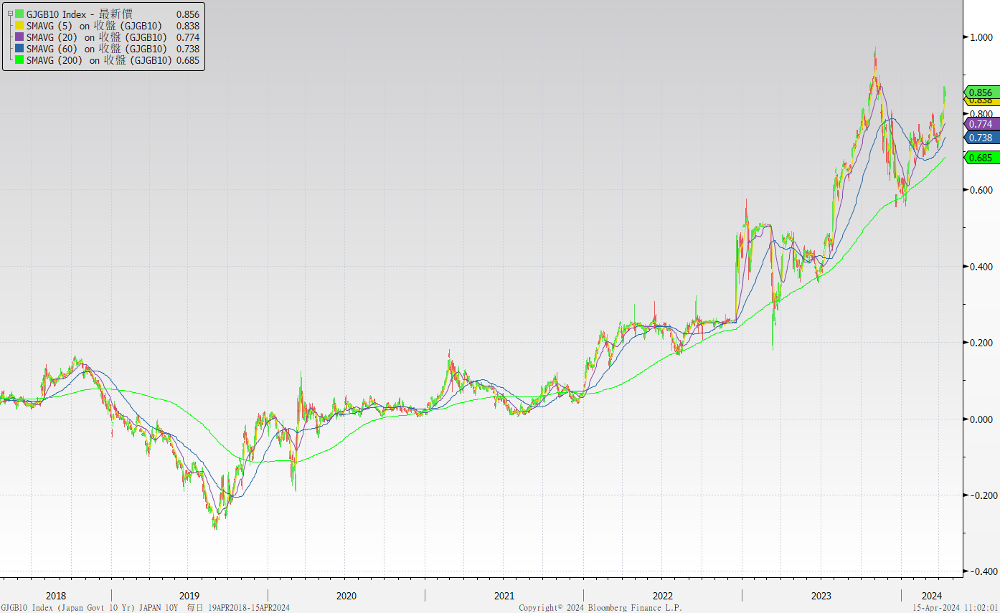 GJGB10 Index - 最新價 0.856
SMAVG (5) on 收盤 (GJGB10) 0.838
SMAVG (20) on 收盤 (GJGB10) 0.774
SMAVG (60) on 收盤 (GJGB10) 0.738
SMAVG (200) on 收盤 (GJGB10) 0.685
1.000
0.856
0.838
0.800
0.774
0.738
0.685
0.600
0.400
0.200
0.000
-0.200
-0.400
2018 2019 2020 2021 2022 2023 2024
GJGB10 Index (Japan Govt 10 Yr) JAPAN 10Y 每日 19APR2018-15APR2024 Copyright© 2024 Bloomberg Finance L.P. 15-Apr-2024 11:02:01